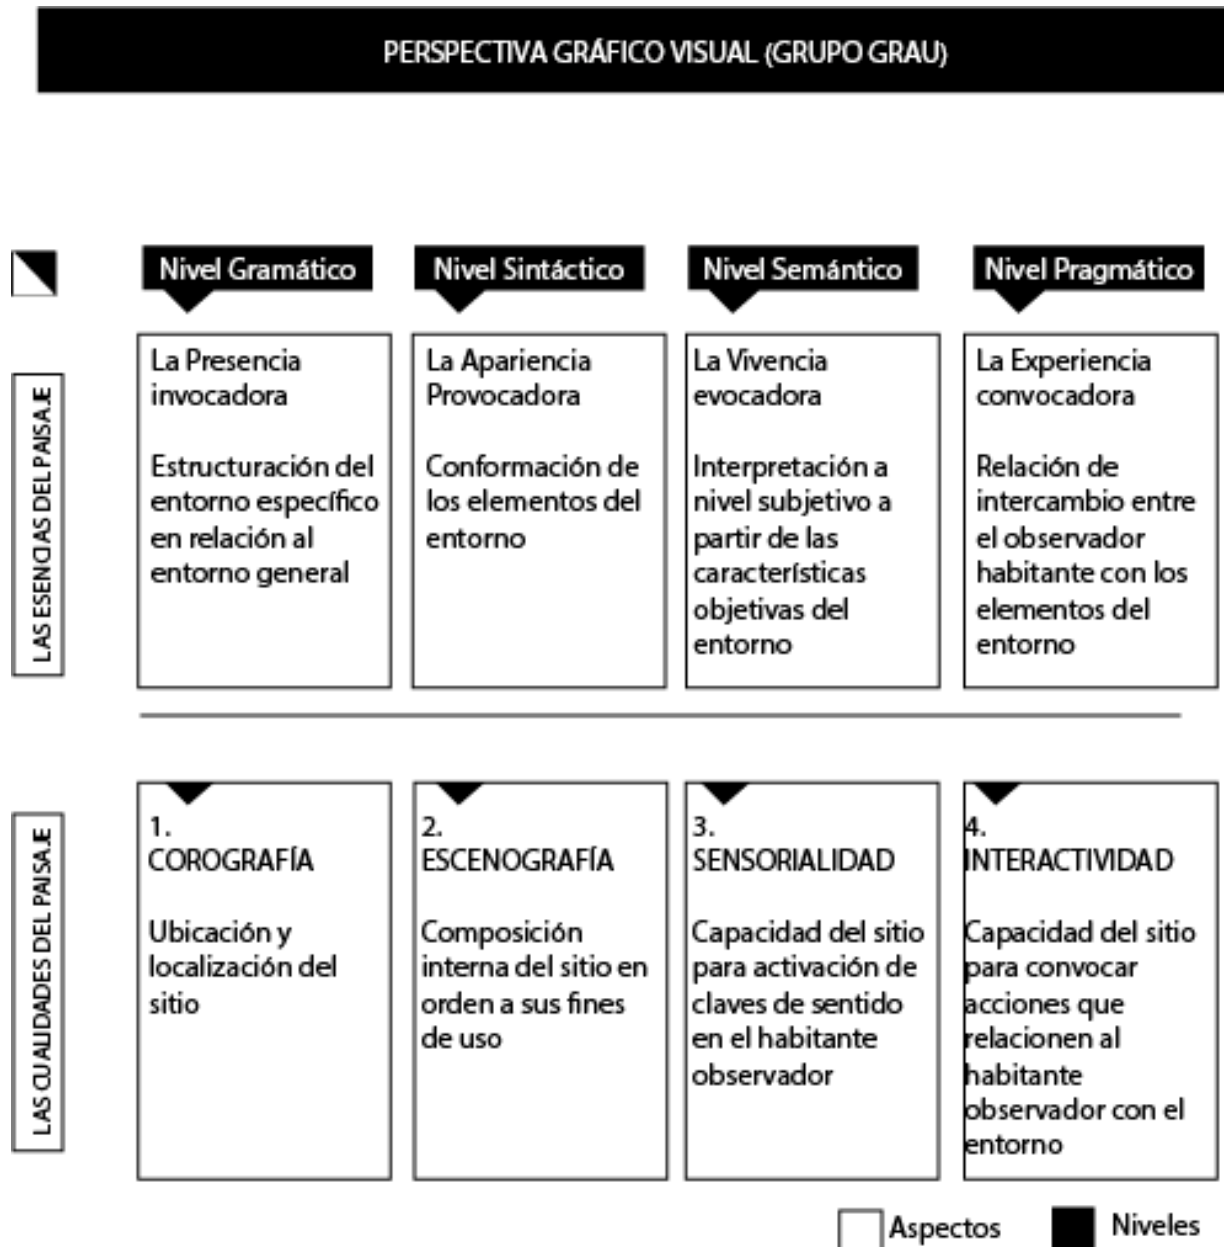 PERSPECTIVA GRÁFICO VISUAL (GRUPO GRAU)
Nivel Gramático
Nivel Sintáctico
Nivel Semántico
Nivel Pragmático
LAS ESENCIAS DEL PAISAJE
La Presencia
invocadora
Estructuración del
entorno específico
en relación al
entorno general
La Apariencia
Provocadora
Conformación de
los elementos del
entorno
La Vivencia
evocadora
Interpretación a
nivel subjetivo a
partir de las
características
objetivas del
entorno
La Experiencia
convocadora
Relación de
intercambio entre
el observador
habitante con los
elementos del
entorno
LAS CUALIDADES DEL PAISAJE
1.
COROGRAFÍA
Ubicación y
localización del
sitio
2.
ESCENOGRAFÍA
Composición
interna del sitio en
orden a sus fines
de uso
3.
SENSORIALIDAD
Capacidad del sitio
para activación de
claves de sentido
en el habitante
observador
4.
INTERACTIVIDAD
Capacidad del sitio
para convocar
acciones que
relacionen al
habitante
observador con el
entorno
Aspectos
Niveles